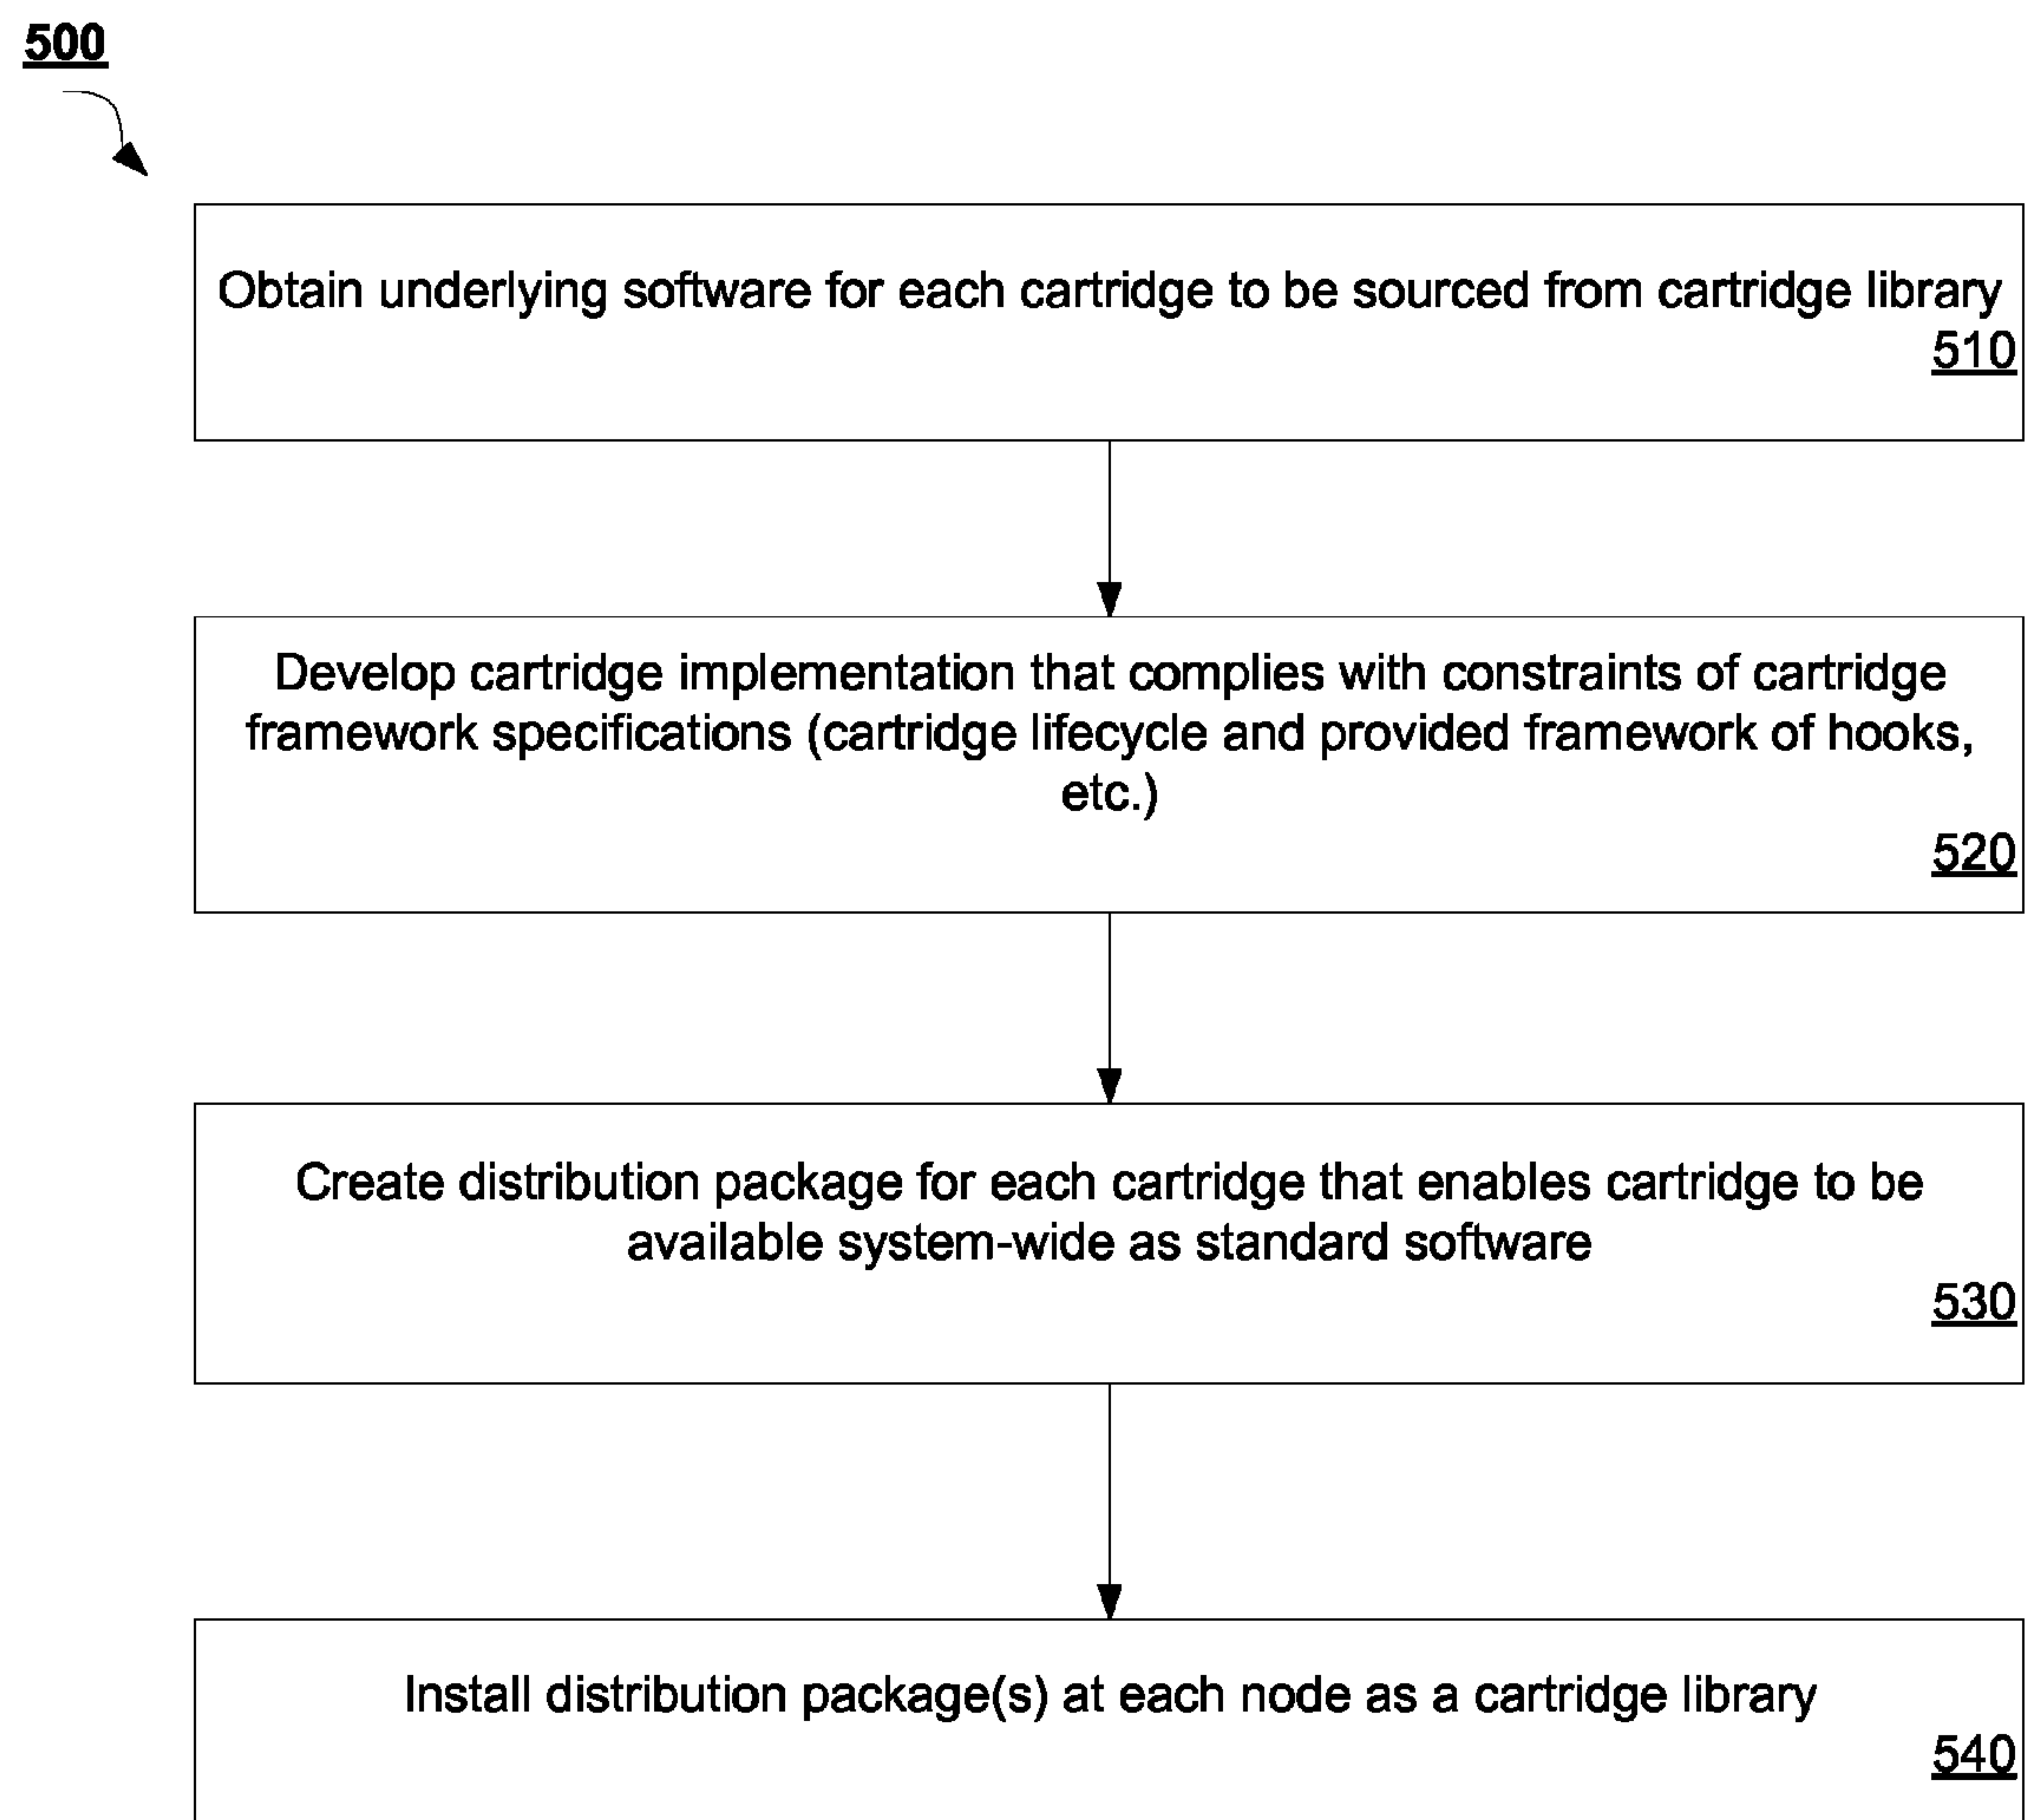 500
Obtain underlying software for each cartridge to be sourced from cartridge library
510
Develop cartridge implementation that complies with constraints of cartridge
framework specifications (cartridge lifecycle and provided framework of hooks,
etc.)
520
Create distribution package for each cartridge that enables cartridge to be
available system-wide as standard software
530
Install distribution package(s) at each node as a cartridge library
540